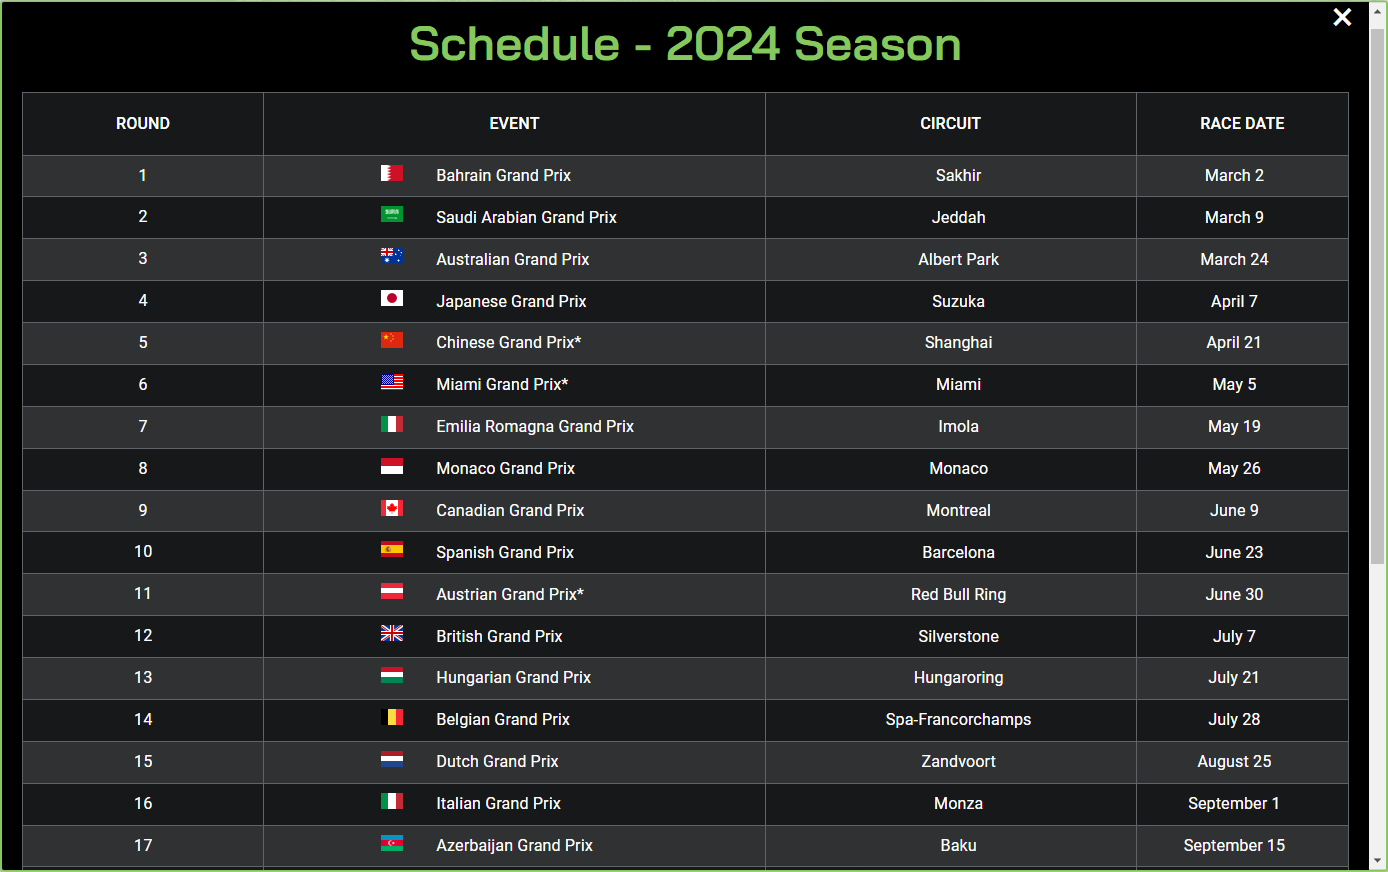 Schedule - 2024 Season
ROUND EVENT CIRCUIT RACE DATE
1 Bahrain Grand Prix Sakhir March 2
2 Saudi Arabian Grand Prix Jeddah March 9
3 Australian Grand Prix Albert Park March 24
4 Japanese Grand Prix Suzuka April 7
5 Chinese Grand Prix* Shanghai April 21
6 Miami Grand Prix* Miami May 5
7 Emilia Romagna Grand Prix Imola May 19
8 Monaco Grand Prix Monaco May 26
9 Canadian Grand Prix Montreal June 9
10 Spanish Grand Prix Barcelona June 23
11 Austrian Grand Prix* Red Bull Ring June 30
12 British Grand Prix Silverstone July 7
13 Hungarian Grand Prix Hungaroring July 21
14 Belgian Grand Prix Spa-Francorchamps July 28
15 Dutch Grand Prix Zandvoort August 25
16 Italian Grand Prix Monza September 1
17 Azerbaijan Grand Prix Baku September 15